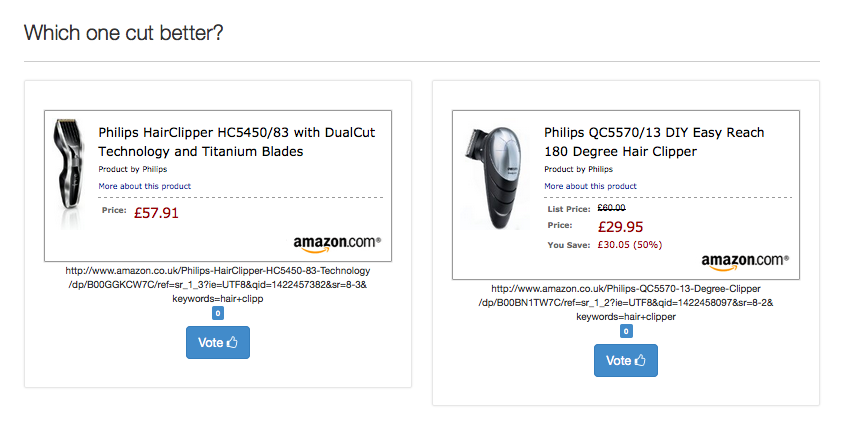 Which one cut better?
Philips HairClipper HC5450/83 with DualCut
Technology and Titanium Blades
Product by Philips
More about this product
Price: £57.91
amazon.com®
http://www.amazon.co.uk/Philips-HairClipper-HC5450-83-Technology
/dp/B00GGKCW7C/ref=sr_1_3?ie=UTF8&qid=1422457382&sr=8-3&
keywords=hair+clipp
0
Vote
Philips QC5570/13 DIY Easy Reach
180 Degree Hair Clipper
Product by Philips
More about this product
List Price: £60.00
Price: £29.95
You Save: £30.05 (50%)
amazon.com®
http://www.amazon.co.uk/Philips-QC5570-13-Degree-Clipper
/dp/B00BN1TW7C/ref=sr_1_2?ie=UTF8&qid=1422458097&sr=8-2&
keywords=hair+clipper
0
Vote